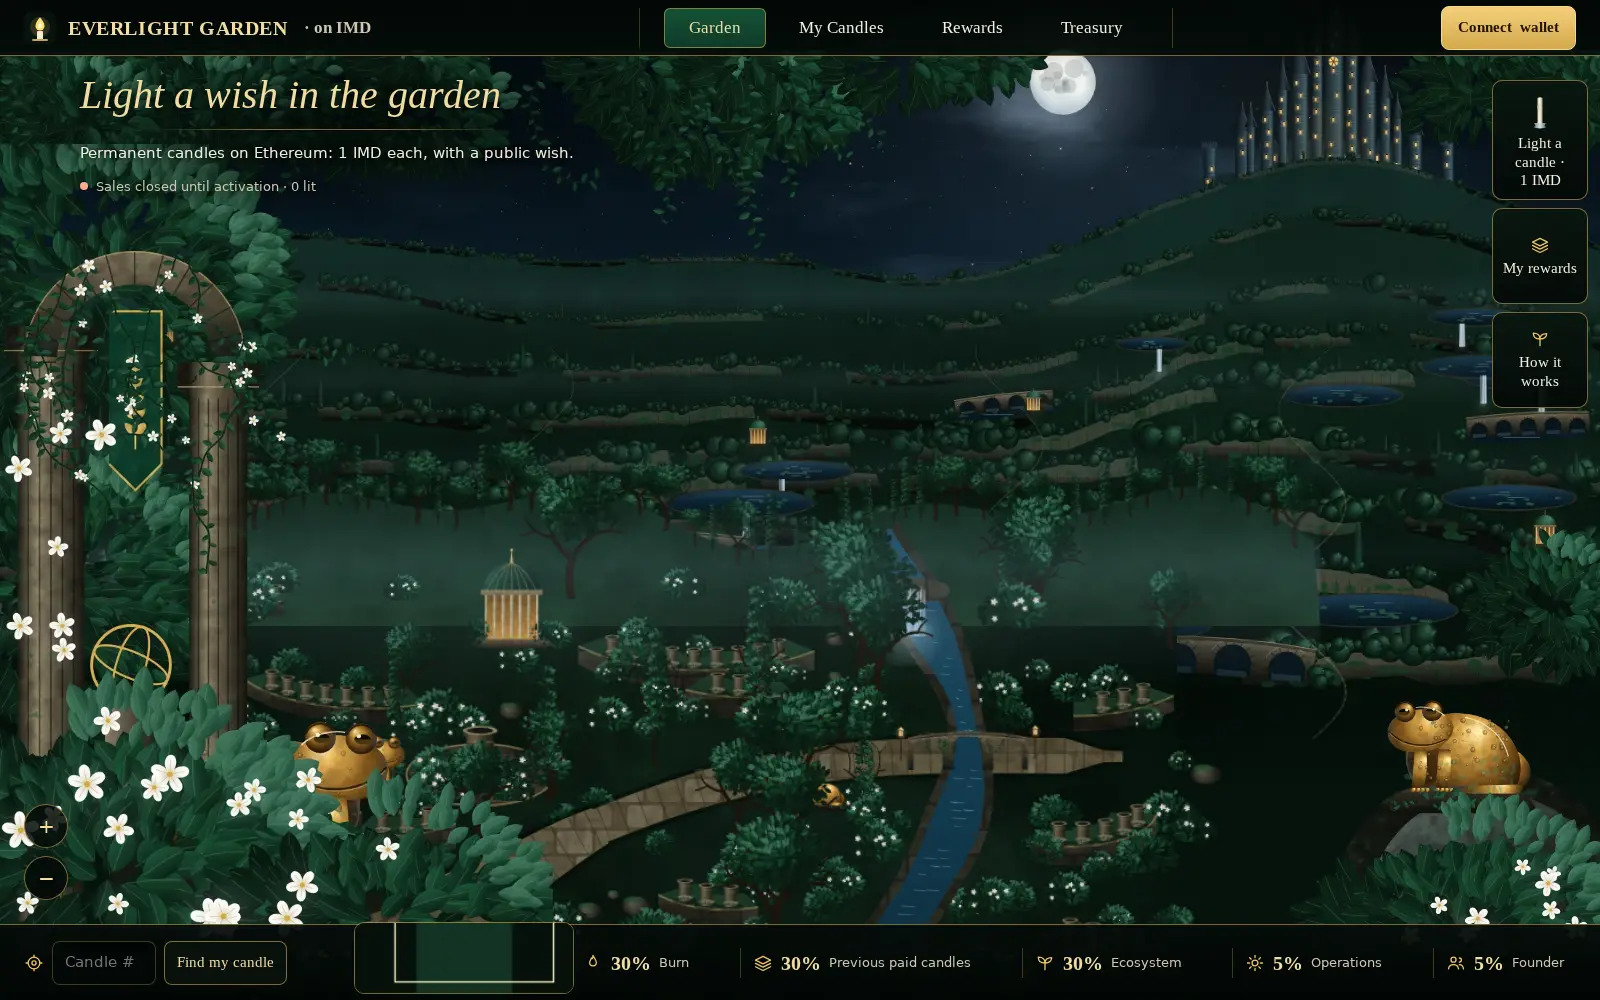 EVERLIGHT GARDEN · on IMD
Garden
My Candles
Rewards
Treasury
Connect wallet
Light a wish in the garden
Permanent candles on Ethereum: 1 IMD each, with a public wish.
Sales closed until activation · 0 lit
Light a
candle ·
1 IMD
My rewards
How it
works
+
−
Candle #
Find my candle
30% Burn
30% Previous paid candles
30% Ecosystem
5% Operations
5% Founder